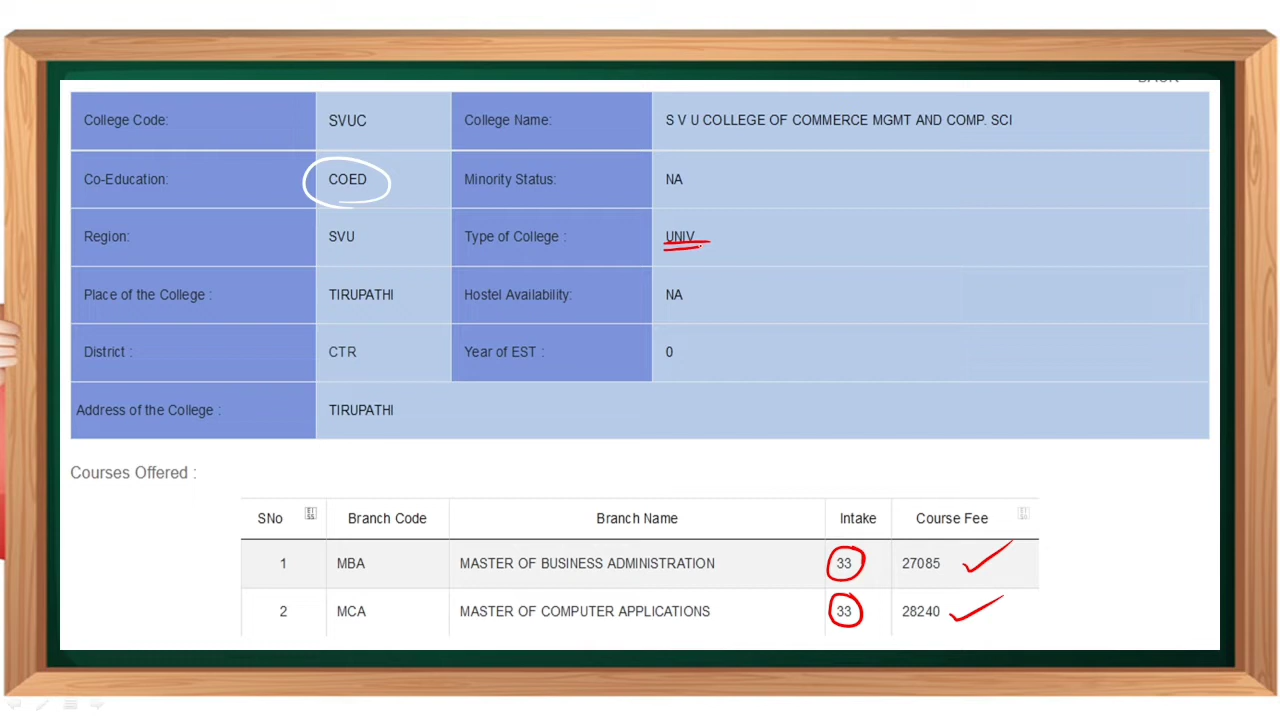 College Code: SVUC College Name: S V U COLLEGE OF COMMERCE MGMT AND COMP. SCI
Co-Education: COED Minority Status: NA
Region: SVU Type of College : UNIV
Place of the College : TIRUPATHI Hostel Availability: NA
District : CTR Year of EST : 0
Address of the College : TIRUPATHI
Courses Offered :
SNo Branch Code Branch Name Intake Course Fee
1 MBA MASTER OF BUSINESS ADMINISTRATION 33 27085
2 MCA MASTER OF COMPUTER APPLICATIONS 33 28240